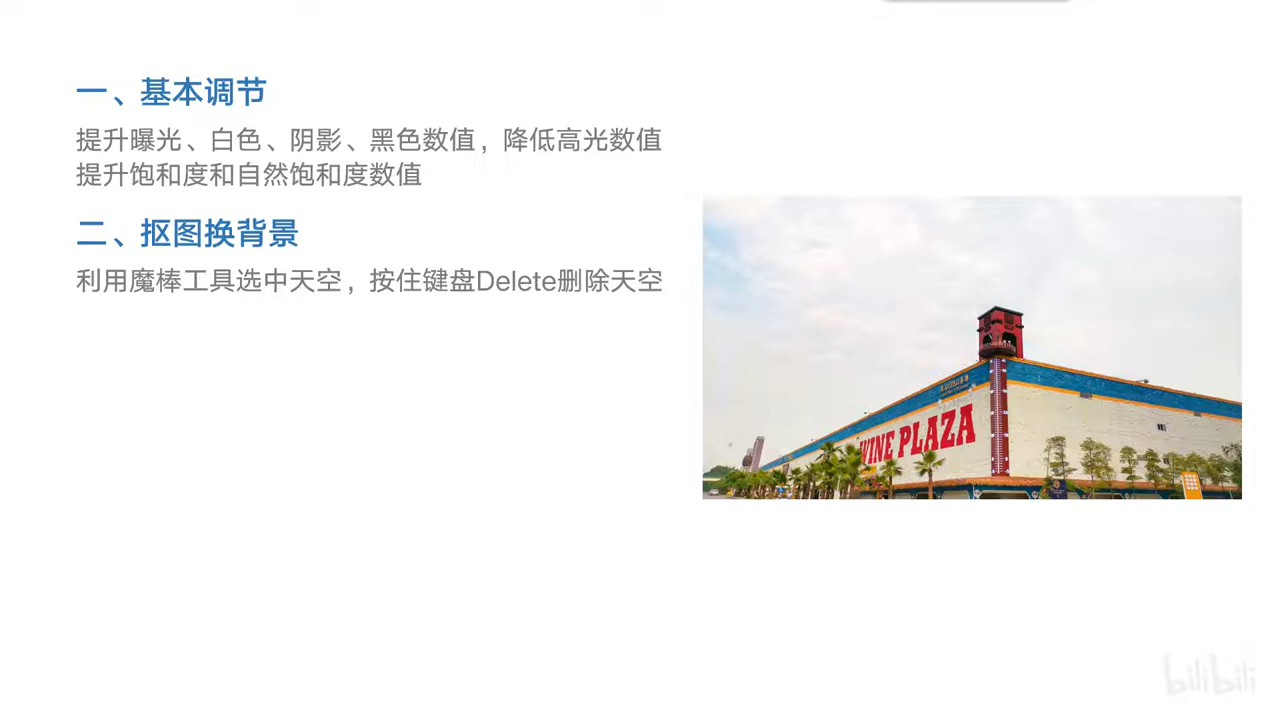 一、基本调节
提升曝光、白色、阴影、黑色数值，降低高光数值
提升饱和度和自然饱和度数值
二、抠图换背景
利用魔棒工具选中天空，按住键盘Delete删除天空
WINE PLAZA
bilibili